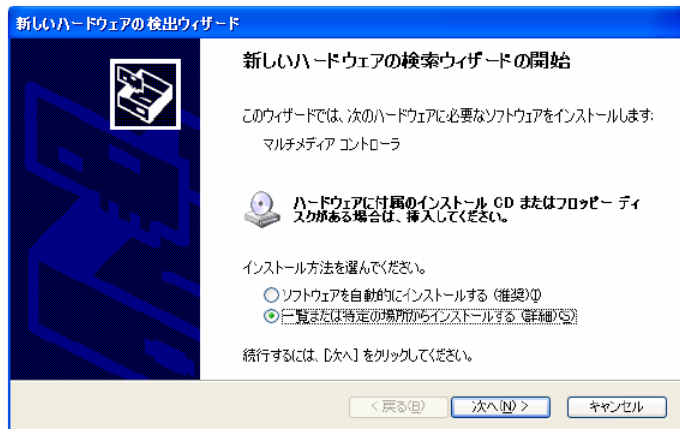 新しいハードウェアの検出ウィザード
新しいハードウェアの検索ウィザードの開始
このウィザードでは、次のハードウェアに必要なソフトウェアをインストールします:
マルチメディア コントローラ
ハードウェアに付属のインストール CD またはフロッピー ディ
スクがある場合は、挿入してください。
インストール方法を選んでください。
ソフトウェアを自動的にインストールする (推奨)(I)
一覧または特定の場所からインストールする (詳細)(S)
続行するには、[次へ] をクリックしてください。
< 戻る(B)
次へ(N) >
キャンセル